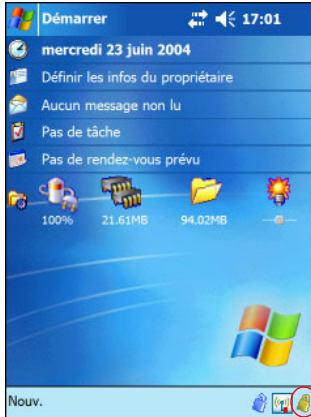 Démarrer 17:01
mercredi 23 juin 2004
Définir les infos du propriétaire
Aucun message non lu
Pas de tâche
Pas de rendez-vous prévu
100% 21.61MB 94.02MB
Nouv.